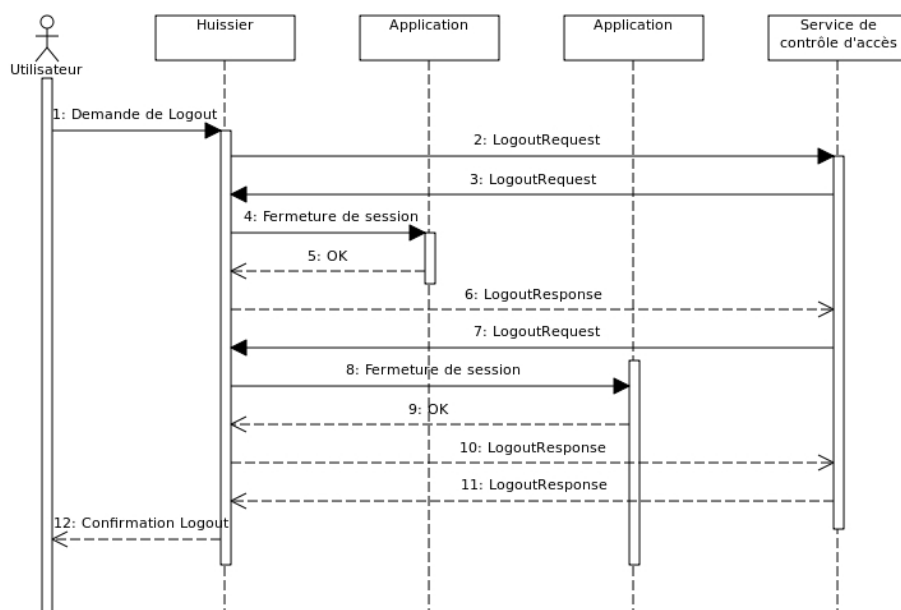 Utilisateur
Huissier
Application
Application
Service de
contrôle d'accès
1: Demande de Logout
2: LogoutRequest
3: LogoutRequest
4: Fermeture de session
5: OK
6: LogoutResponse
7: LogoutRequest
8: Fermeture de session
9: OK
10: LogoutResponse
11: LogoutResponse
12: Confirmation Logout